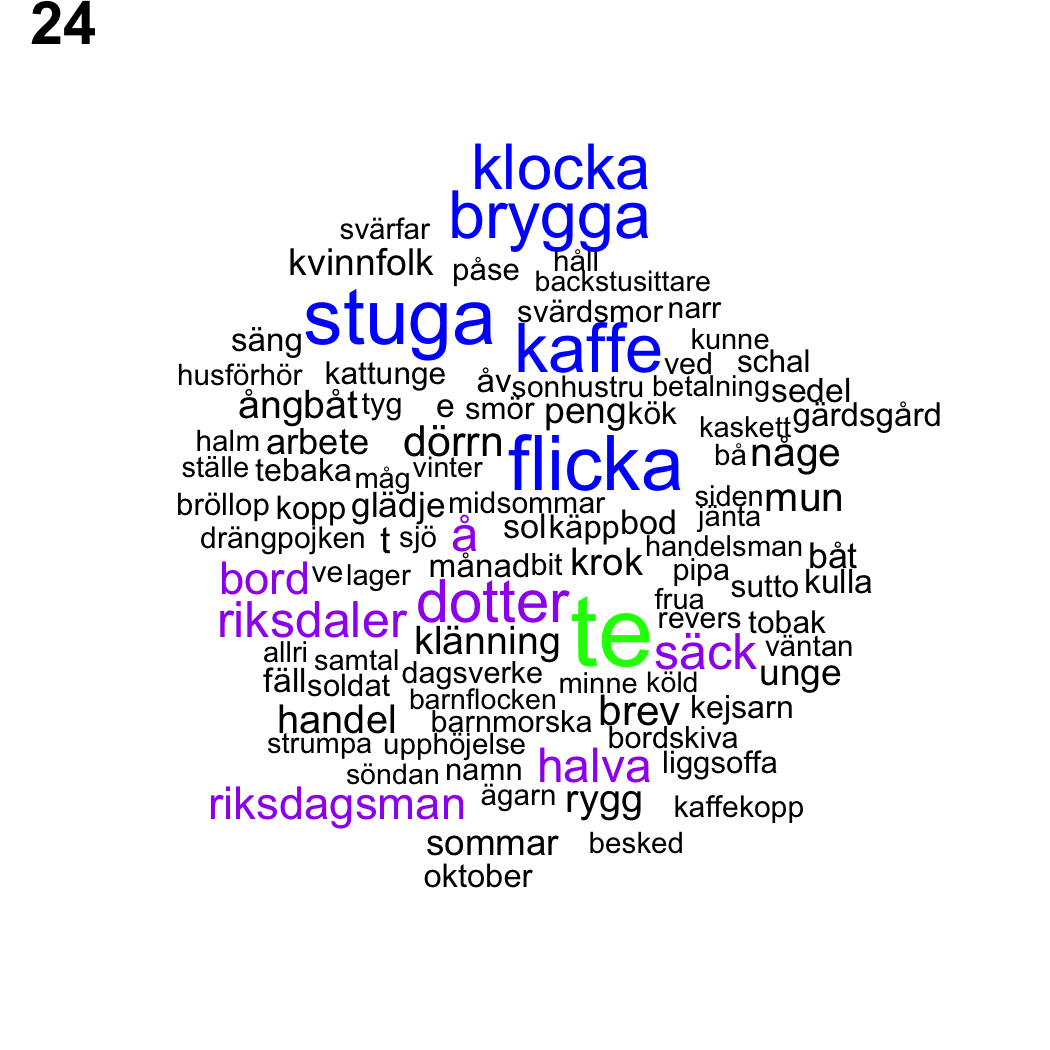 24
klocka
svärfar brygga
kvinnfolk påse håll
backstusittare
stuga svärdsmor narr
säng kaffe kunne
ved schal
husförhör kattunge åv sonhustru betalning sedel
ångbåt tyg e smör peng kök kaskett gärdsgård
halm arbete dörrn flicka bå någe
ställe tebaka måg vinter
bröllop kopp glädje midsommar siden mun
drängpojken t sjö å sol käpp bod jänta
handelsman båt
bord ve lager månad bit krok pipa sutto kulla
riksdaler dotter te frua revers tobak
allri samtal klänning säck väntan
fäll soldat dagsverke minne köld unge
barnflocken
handel barnmorska brev kejsarn
strumpa upphöjelse bordskiva
söndan namn halva liggsoffa
riksdagsman ägarn rygg kaffekopp
sommar besked
oktober